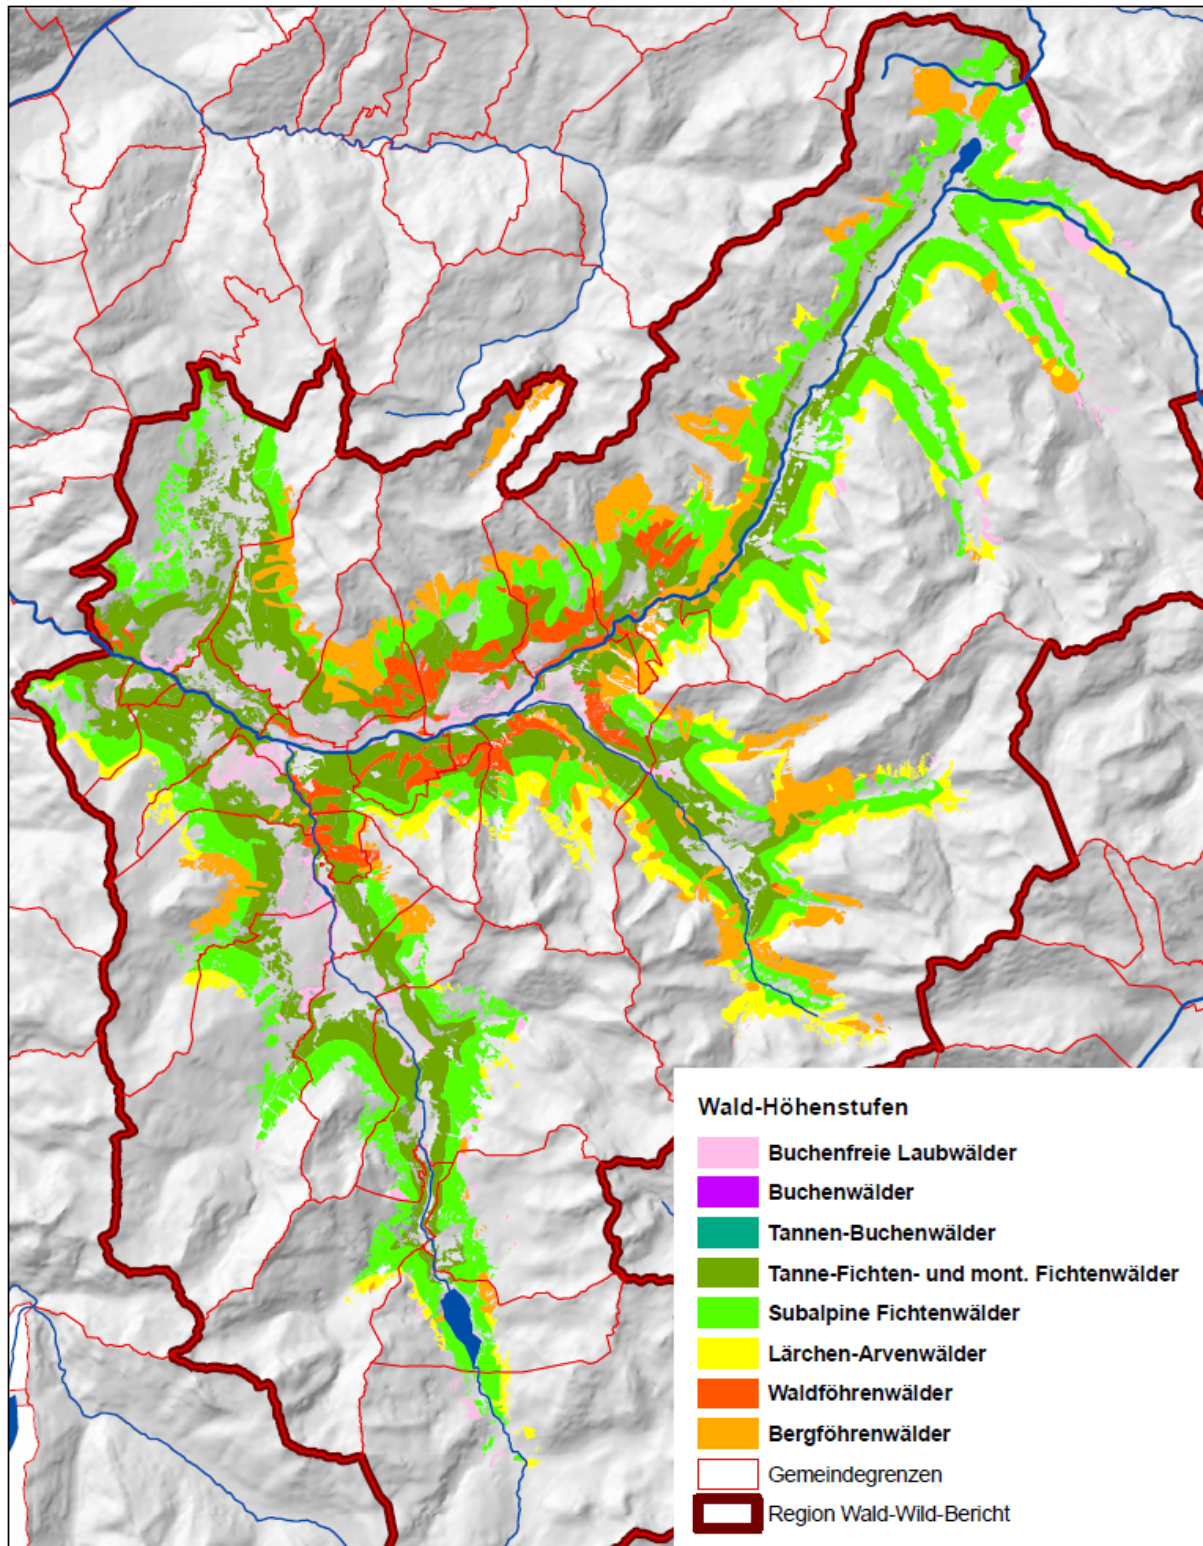 Wald-Höhenstufen
Buchenfreie Laubwälder
Buchenwälder
Tannen-Buchenwälder
Tanne-Fichten- und mont. Fichtenwälder
Subalpine Fichtenwälder
Lärchen-Arvenwälder
Waldföhrenwälder
Bergföhrenwälder
Gemeindegrenzen
Region Wald-Wild-Bericht